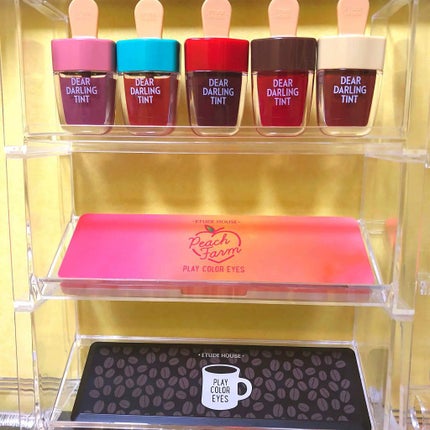 DEAR
DARLING
TINT
DEAR
DARLING
TINT
DEAR
DARLING
TINT
DEAR
DARLING
TINT
DEAR
DARLING
TINT
ETUDE HOUSE
Peach
Farm
PLAY COLOR EYES
ETUDE HOUSE
PLAY
COLOR
EYES